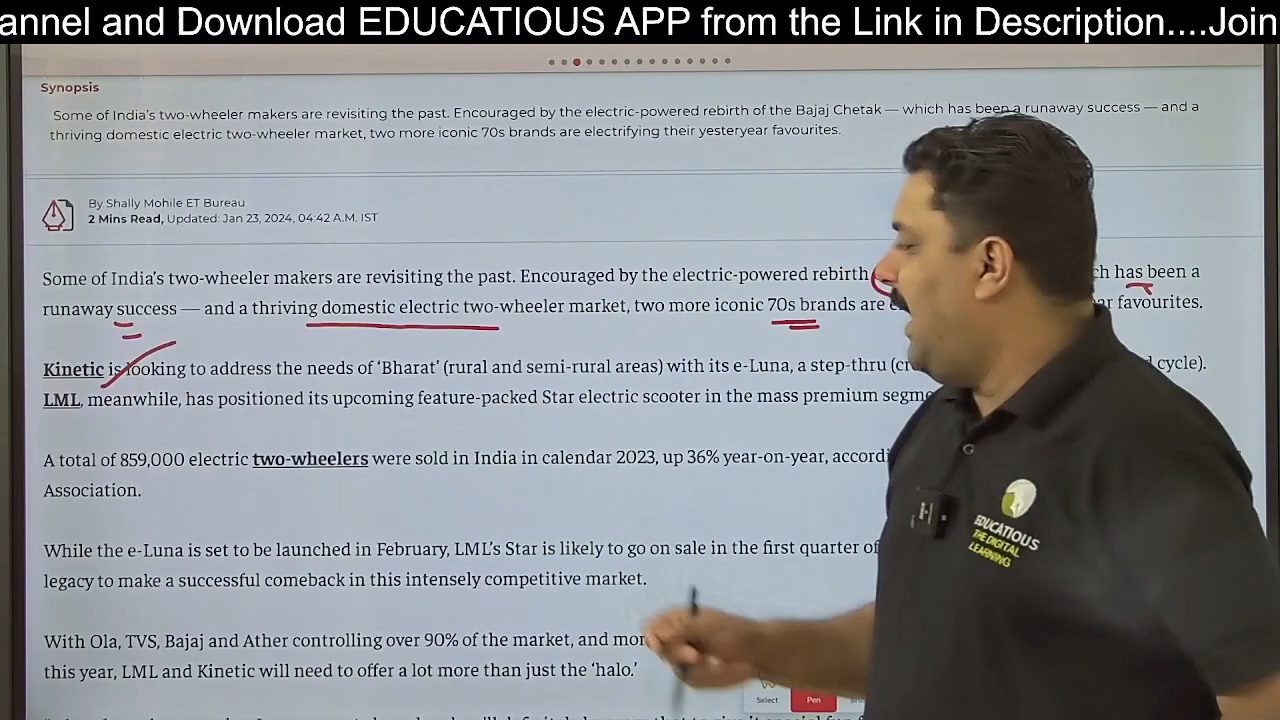 annel and Download EDUCATIOUS APP from the Link in Description....Join
Synopsis
Some of India's two-wheeler makers are revisiting the past. Encouraged by the electric-powered rebirth of the Bajaj Chetak — which has been a runaway success — and a
thriving domestic electric two-wheeler market, two more iconic 70s brands are electrifying their yesteryear favourites.
By Shally Mohile ET Bureau
2 Mins Read, Updated: Jan 23, 2024, 04:42 A.M. IST
Some of India's two-wheeler makers are revisiting the past. Encouraged by the electric-powered rebirth ch has been a
runaway success — and a thriving domestic electric two-wheeler market, two more iconic 70s brands are favourites.
Kinetic is looking to address the needs of 'Bharat' (rural and semi-rural areas) with its e-Luna, a step-thru (cr cycle).
LML, meanwhile, has positioned its upcoming feature-packed Star electric scooter in the mass premium segme
A total of 859,000 electric two-wheelers were sold in India in calendar 2023, up 36% year-on-year, accordi
Association.
While the e-Luna is set to be launched in February, LML's Star is likely to go on sale in the first quarter of
legacy to make a successful comeback in this intensely competitive market.
With Ola, TVS, Bajaj and Ather controlling over 90% of the market, and mor
this year, LML and Kinetic will need to offer a lot more than just the 'halo.'
Select
Pen
EDUCATIOUS
THE DIGITAL
LEARNING